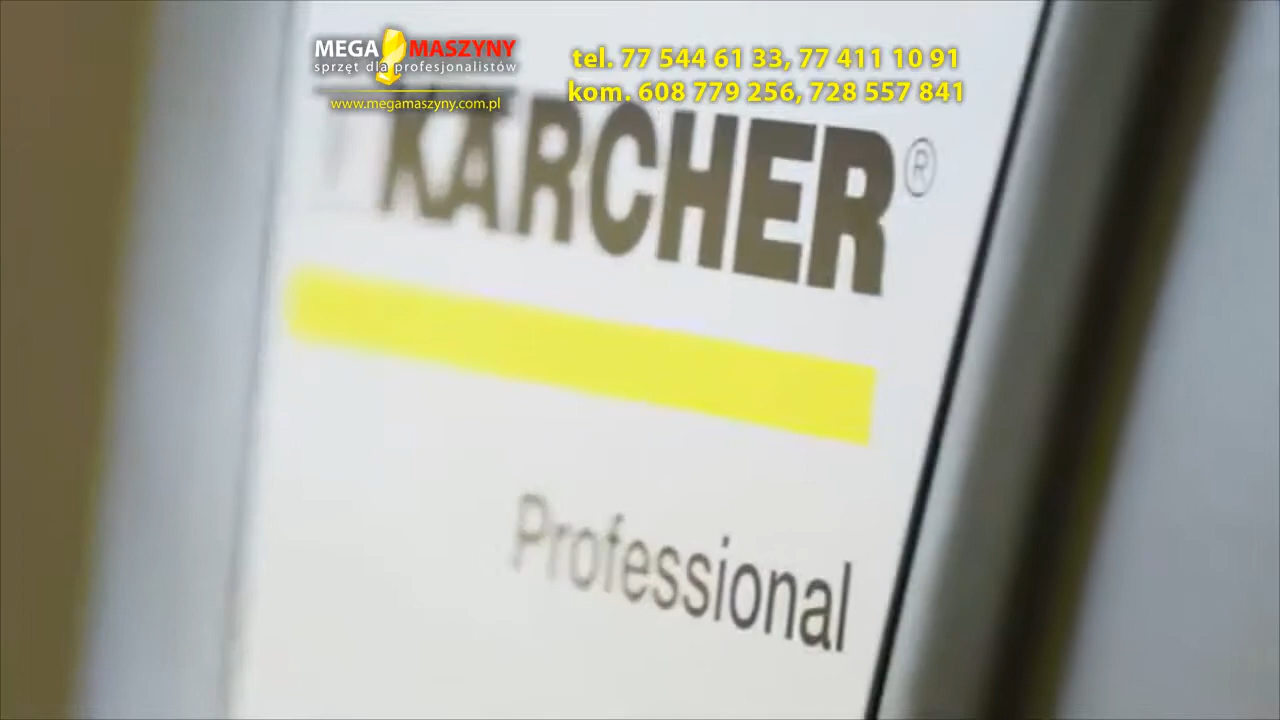 MEGA MASZYNY
sprzęt dla profesjonalistów
www.megamaszyny.com.pl
tel. 77 544 61 33, 77 411 10 91
kom. 608 779 256, 728 557 841
KARCHER®
Professional